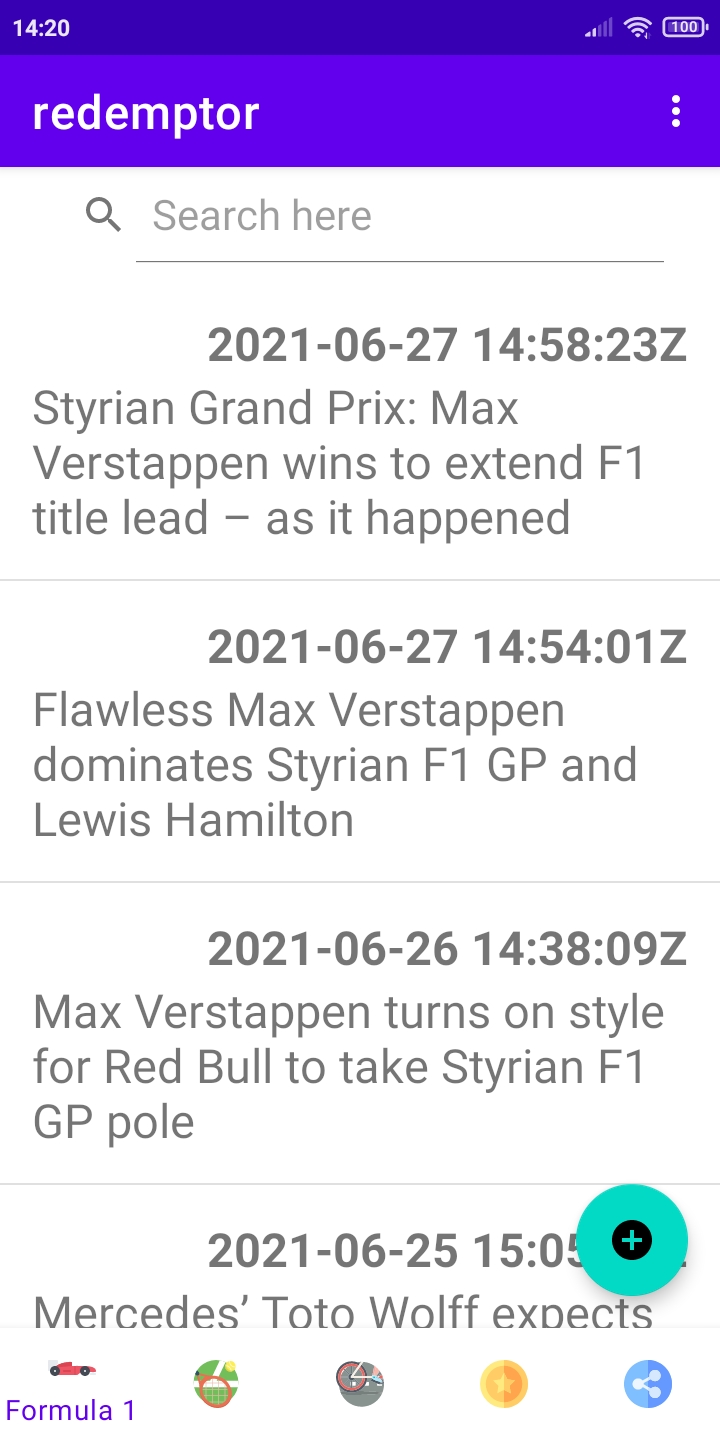 14:20
100
redemptor
Search here
2021-06-27 14:58:23Z
Styrian Grand Prix: Max
Verstappen wins to extend F1
title lead – as it happened
2021-06-27 14:54:01Z
Flawless Max Verstappen
dominates Styrian F1 GP and
Lewis Hamilton
2021-06-26 14:38:09Z
Max Verstappen turns on style
for Red Bull to take Styrian F1
GP pole
2021-06-25 15:05
Mercedes’ Toto Wolff expects
Formula 1